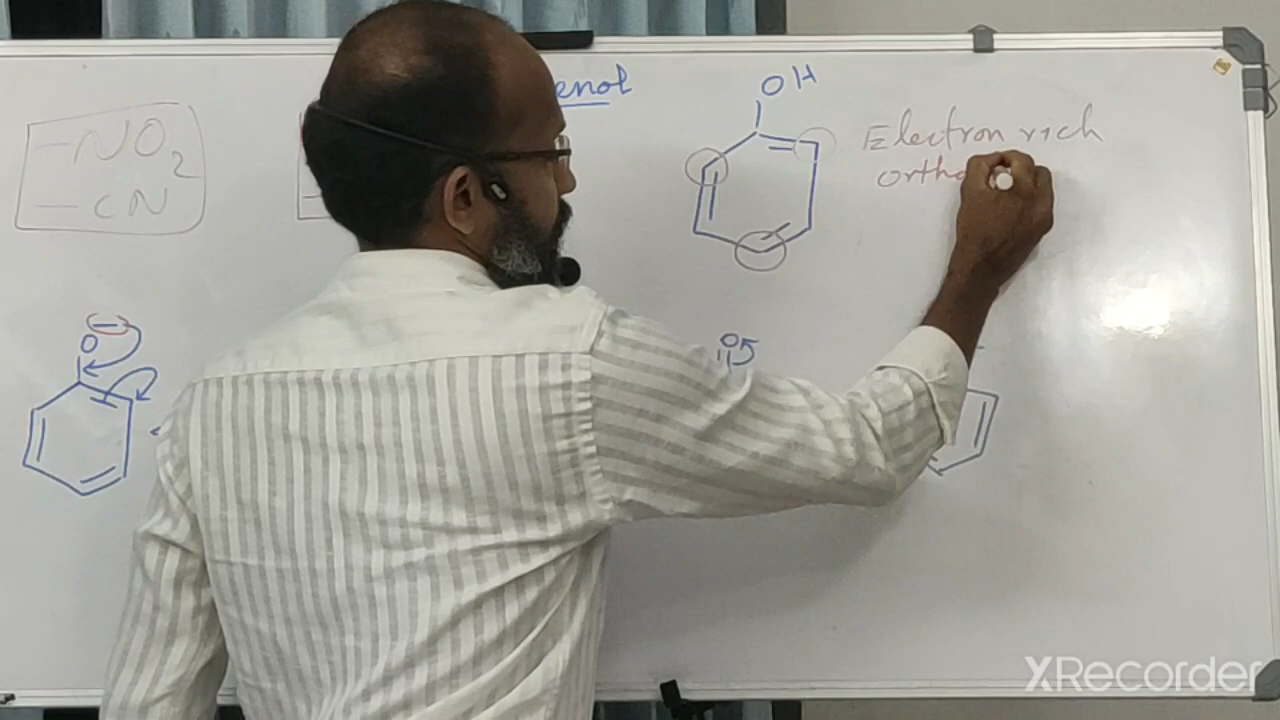 enol
OH
Electron rich
ortho
-NO2
-CN
O
O
XRecorder